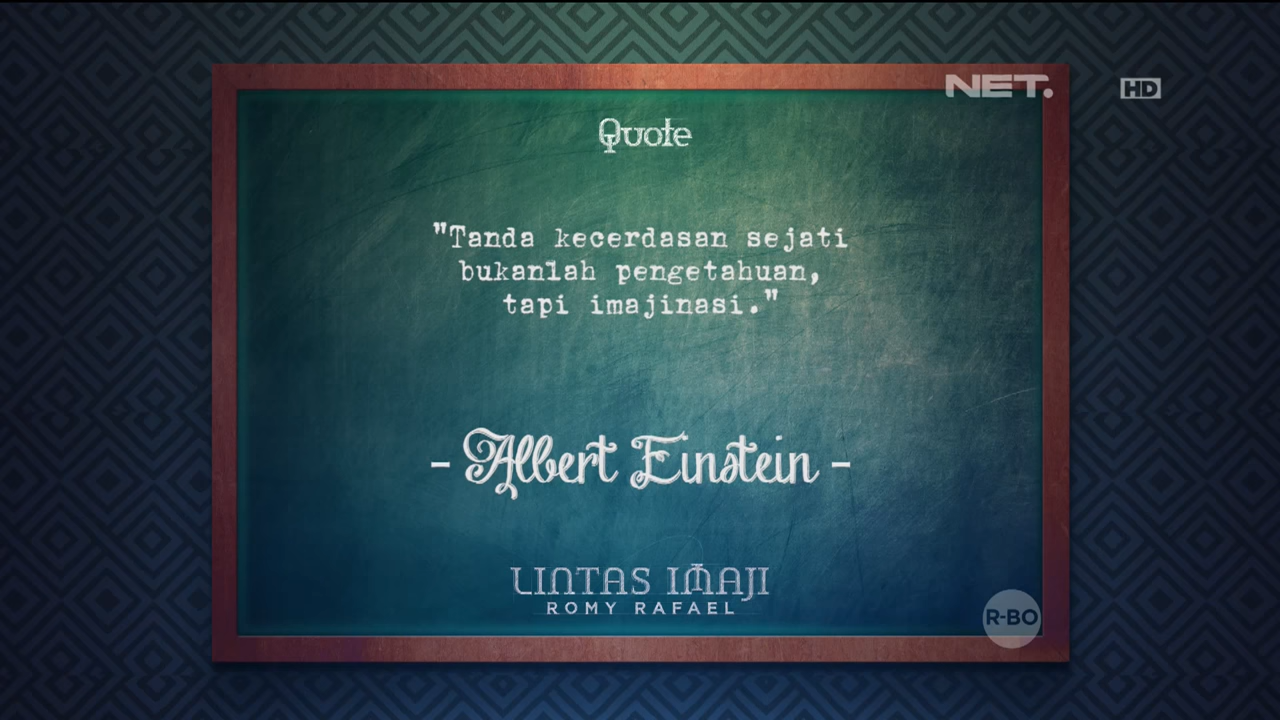 NET.
HD
Quote
"Tanda kecerdasan sejati
bukanlah pengetahuan,
tapi imajinasi."
- Albert Einstein -
LINTAS IMAJI
ROMY RAFAEL
R-BO